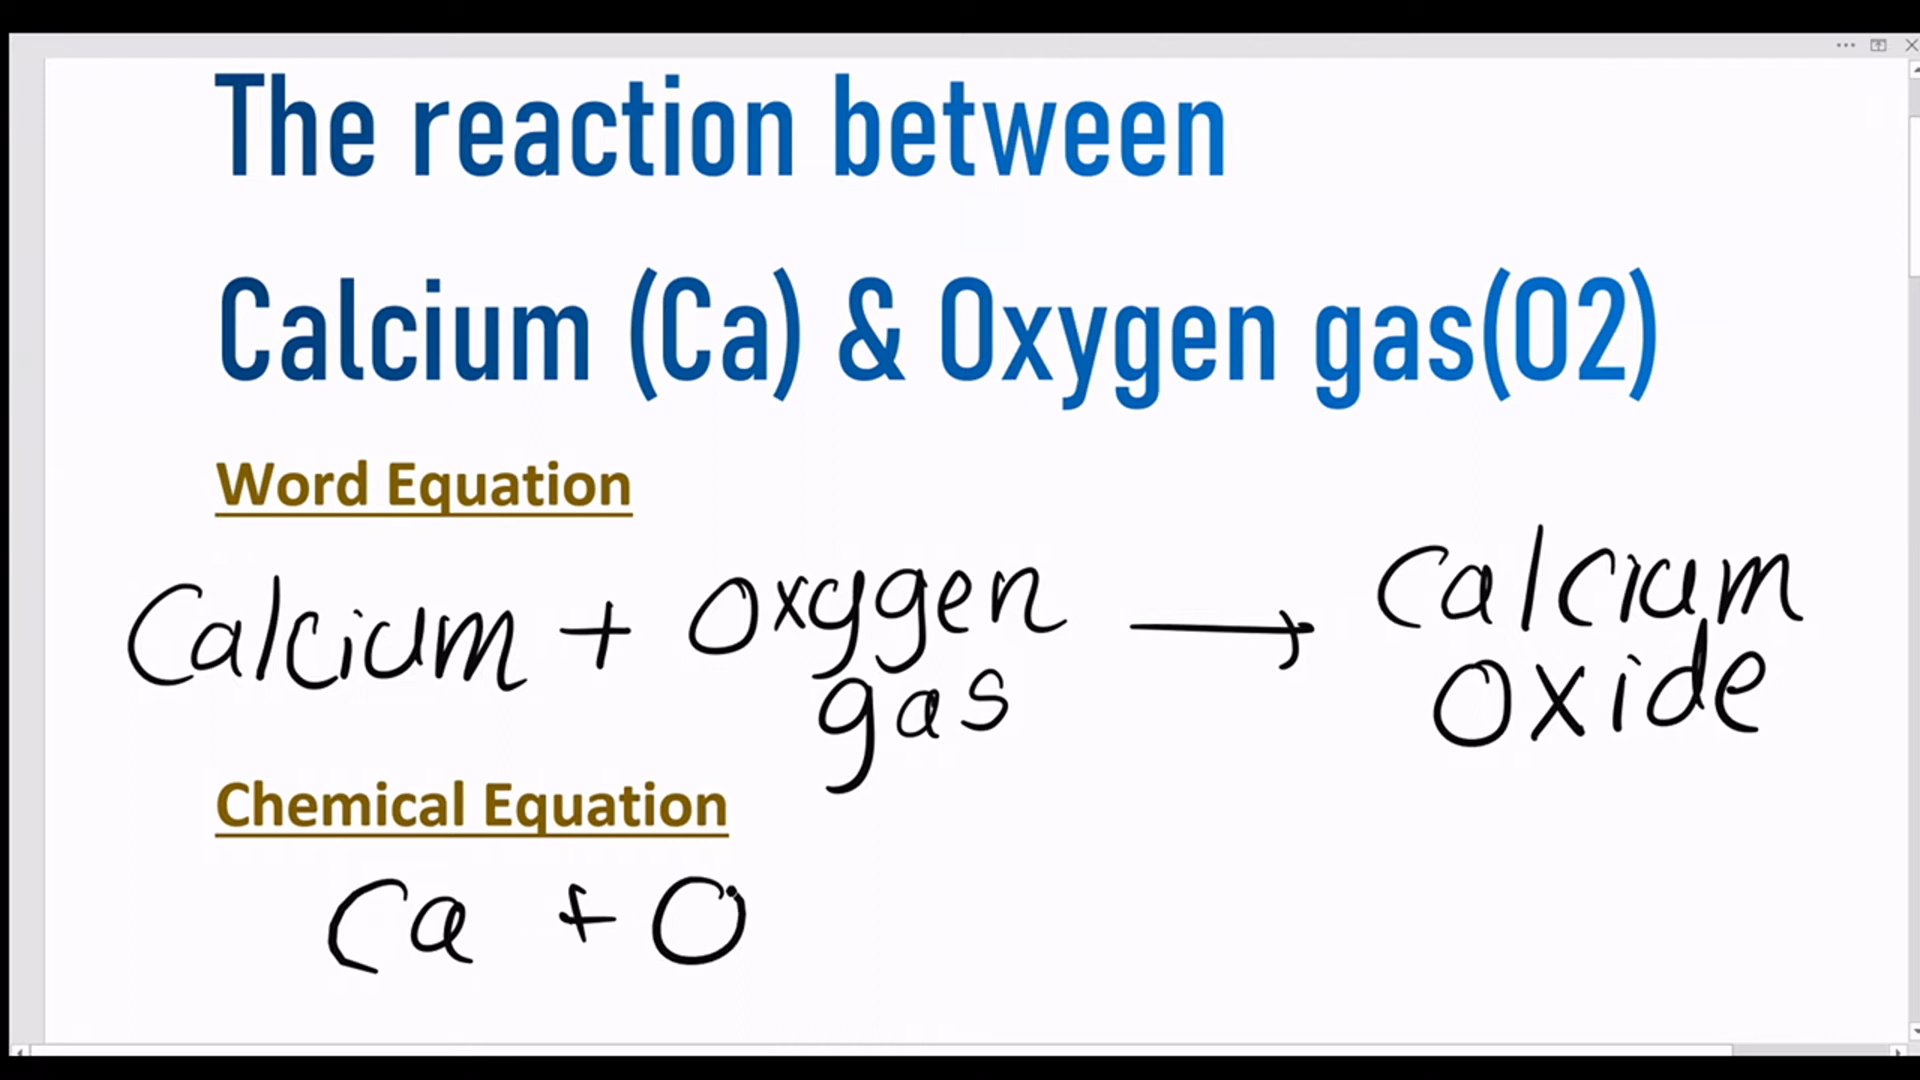 The reaction between
Calcium (Ca) & Oxygen gas(O2)
Word Equation
Calcium + Oxygen gas → Calcium oxide
Chemical Equation
Ca + O